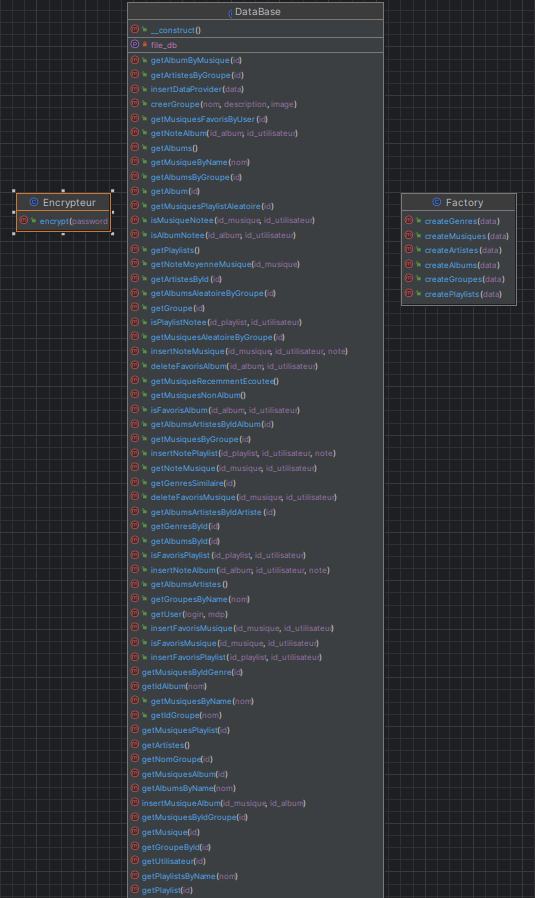 DataBase
__construct()
file_db
getAlbumByMusique(id)
getArtistesByGroupe(id)
insertDataProvider(data)
creerGroupe(nom, description, image)
getMusiquesFavorisByUser(id)
getNoteAlbum(id_album, id_utilisateur)
getAlbums()
getMusiqueByName(nom)
getAlbumsByGroupe(id)
getAlbum(id)
getMusiquesPlaylistAleatoire(id)
isMusiqueNotee(id_musique, id_utilisateur)
isAlbumNotee(id_album, id_utilisateur)
getPlaylists()
getNoteMoyenneMusique(id_musique)
getArtistesById(id)
getAlbumsAleatoireByGroupe(id)
getGroupe(id)
isPlaylistNotee(id_playlist, id_utilisateur)
getMusiquesAleatoireByGroupe(id)
insertNoteMusique(id_musique, id_utilisateur, note)
deleteFavorisAlbum(id_album, id_utilisateur)
getMusiqueRecemmentEcoutee()
getMusiquesNonAlbum()
isFavorisAlbum(id_album, id_utilisateur)
getAlbumsArtistesByIdAlbum(id)
getMusiquesByGroupe(id)
insertNotePlaylist(id_playlist, id_utilisateur, note)
getNoteMusique(id_musique, id_utilisateur)
getGenresSimilaire(id)
deleteFavorisMusique(id_musique, id_utilisateur)
getAlbumsArtistesByIdArtiste(id)
getGenresById(id)
getAlbumsById(id)
isFavorisPlaylist(id_playlist, id_utilisateur)
insertNoteAlbum(id_album, id_utilisateur, note)
getAlbumsArtistes()
getGroupesByName(nom)
getUser(login, mdp)
insertFavorisMusique(id_musique, id_utilisateur)
isFavorisMusique(id_musique, id_utilisateur)
insertFavorisPlaylist(id_playlist, id_utilisateur)
getMusiquesByIdGenre(id)
getIdAlbum(nom)
getMusiquesByName(nom)
getIdGroupe(nom)
getMusiquesPlaylist(id)
getArtistes()
getNomGroupe(id)
getMusiquesAlbum(id)
getAlbumsByName(nom)
insertMusiqueAlbum(id_musique, id_album)
getMusiquesByIdGroupe(id)
getMusique(id)
getGroupeById(id)
getUtilisateur(id)
getPlaylistsByName(nom)
getPlaylist(id)
Encrypteur
encrypt(password
Factory
createGenres(data)
createMusiques(data)
createArtistes(data)
createAlbums(data)
createGroupes(data)
createPlaylists(data)